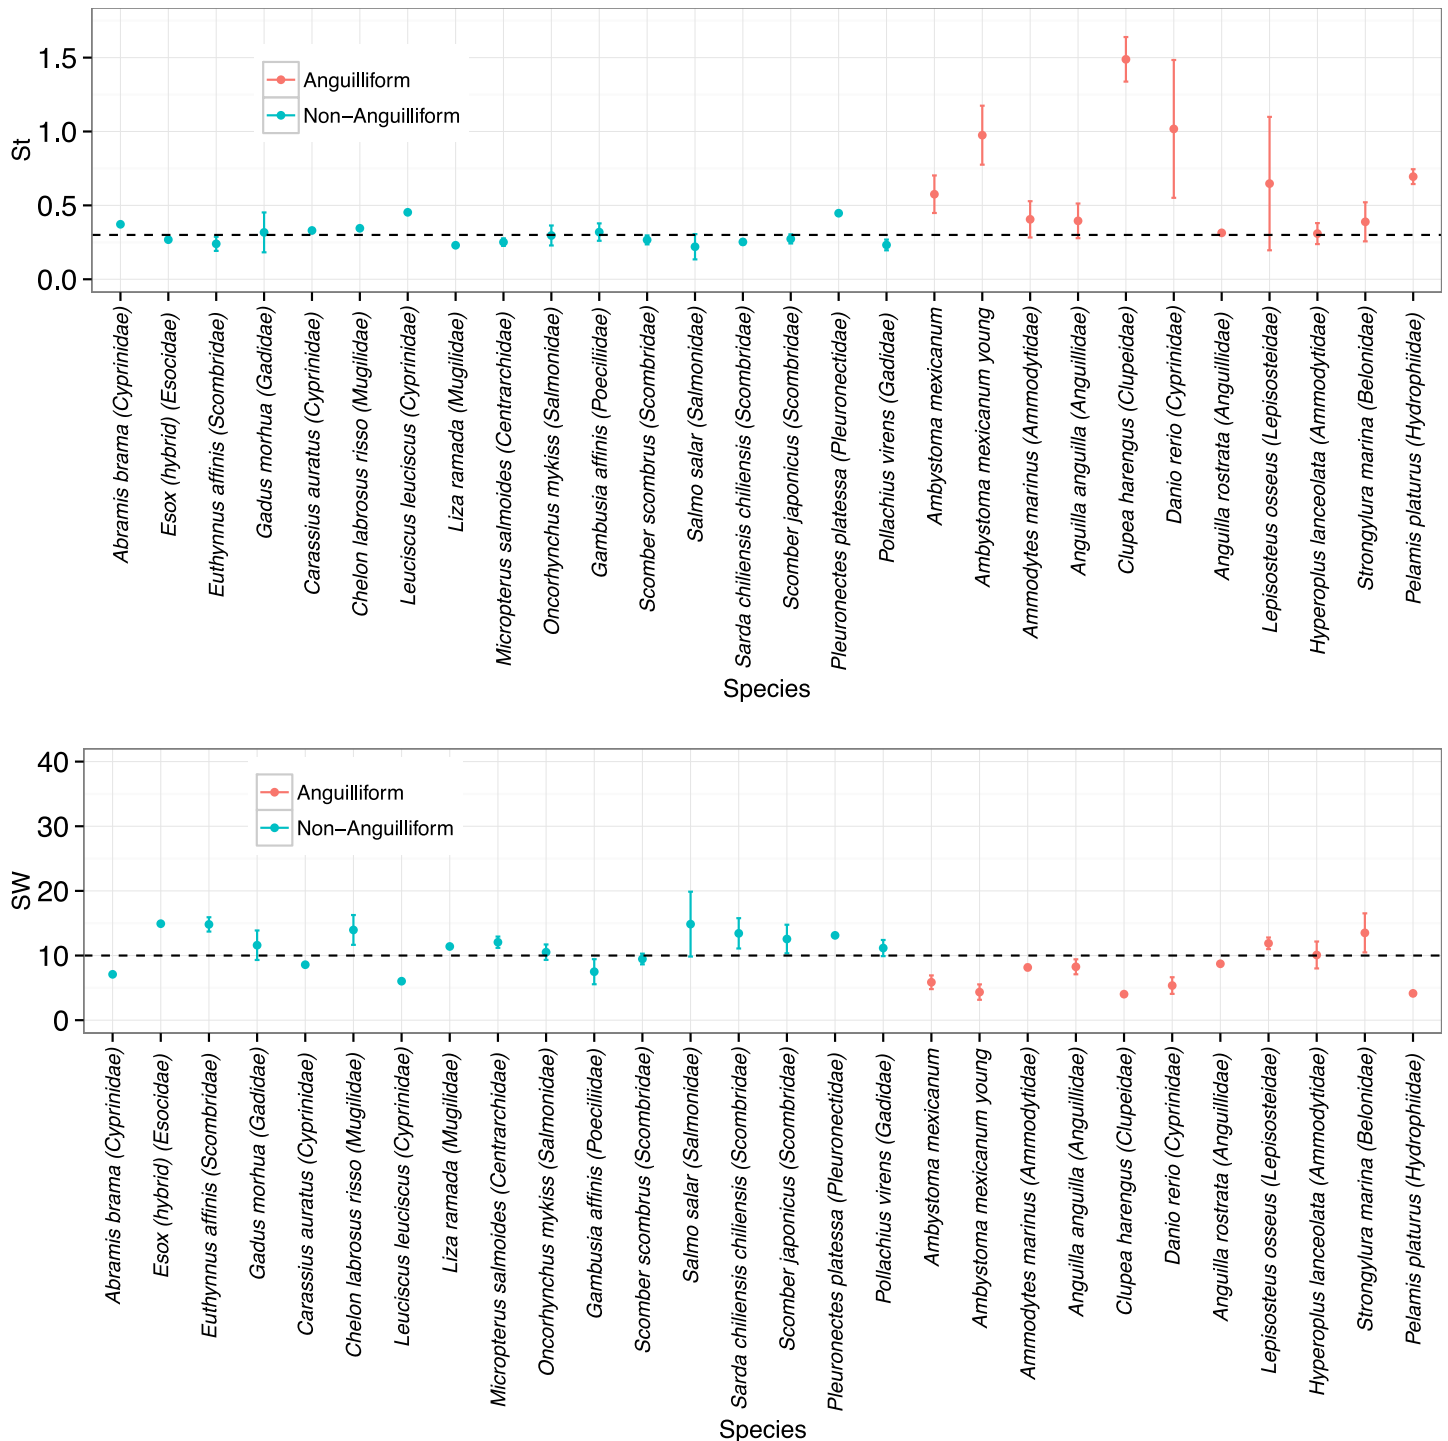 1.5
1.0
0.5
0.0
St
Anguilliform
Non−Anguilliform
Abramis brama (Cyprinidae)
Esox (hybrid) (Esocidae)
Euthynnus affinis (Scombridae)
Gadus morhua (Gadidae)
Carassius auratus (Cyprinidae)
Chelon labrosus risso (Mugilidae)
Leuciscus leuciscus (Cyprinidae)
Liza ramada (Mugilidae)
Micropterus salmoides (Centrarchidae)
Oncorhynchus mykiss (Salmonidae)
Gambusia affinis (Poeciliidae)
Scomber scombrus (Scombridae)
Salmo salar (Salmonidae)
Sarda chiliensis (Scombridae)
Scomber japonicus (Scombridae)
Pleuronectes platessa (Pleuronectidae)
Pollachius virens (Gadidae)
Ambystoma mexicanum
Ambystoma mexicanum young
Ammodytes marinus (Ammodytidae)
Anguilla anguilla (Anguillidae)
Clupea harengus (Clupeidae)
Danio rerio (Cyprinidae)
Anguilla rostrata (Anguillidae)
Lepisosteus osseus (Lepisosteidae)
Hyperoplus lanceolata (Ammodytidae)
Strongylura marina (Belonidae)
Pelamis platurus (Hydrophiidae)
Species
40
30
20
10
0
SW
Anguilliform
Non−Anguilliform
Abramis brama (Cyprinidae)
Esox (hybrid) (Esocidae)
Euthynnus affinis (Scombridae)
Gadus morhua (Gadidae)
Carassius auratus (Cyprinidae)
Chelon labrosus risso (Mugilidae)
Leuciscus leuciscus (Cyprinidae)
Liza ramada (Mugilidae)
Micropterus salmoides (Centrarchidae)
Oncorhynchus mykiss (Salmonidae)
Gambusia affinis (Poeciliidae)
Scomber scombrus (Scombridae)
Salmo salar (Salmonidae)
Sarda chiliensis (Scombridae)
Scomber japonicus (Scombridae)
Pleuronectes platessa (Pleuronectidae)
Pollachius virens (Gadidae)
Ambystoma mexicanum
Ambystoma mexicanum young
Ammodytes marinus (Ammodytidae)
Anguilla anguilla (Anguillidae)
Clupea harengus (Clupeidae)
Danio rerio (Cyprinidae)
Anguilla rostrata (Anguillidae)
Lepisosteus osseus (Lepisosteidae)
Hyperoplus lanceolata (Ammodytidae)
Strongylura marina (Belonidae)
Pelamis platurus (Hydrophiidae)
Species